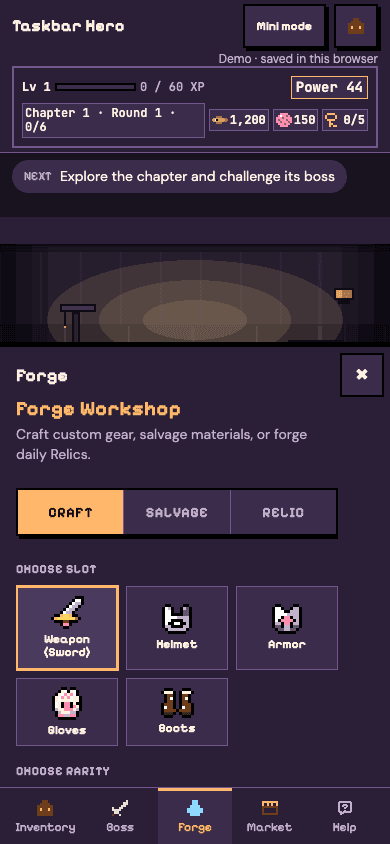 Taskbar Hero
Mini mode
Demo · saved in this browser
Lv 1
0 / 60 XP
Power 44
Chapter 1 · Round 1 ·
0/6
1,200
150
0/5
NEXT Explore the chapter and challenge its boss
Forge
Forge Workshop
Craft custom gear, salvage materials, or forge
daily Relics.
CRAFT
SALVAGE
RELIC
CHOOSE SLOT
Weapon
(Sword)
Helmet
Armor
Gloves
Boots
CHOOSE RARITY
Inventory
Boss
Forge
Market
Help